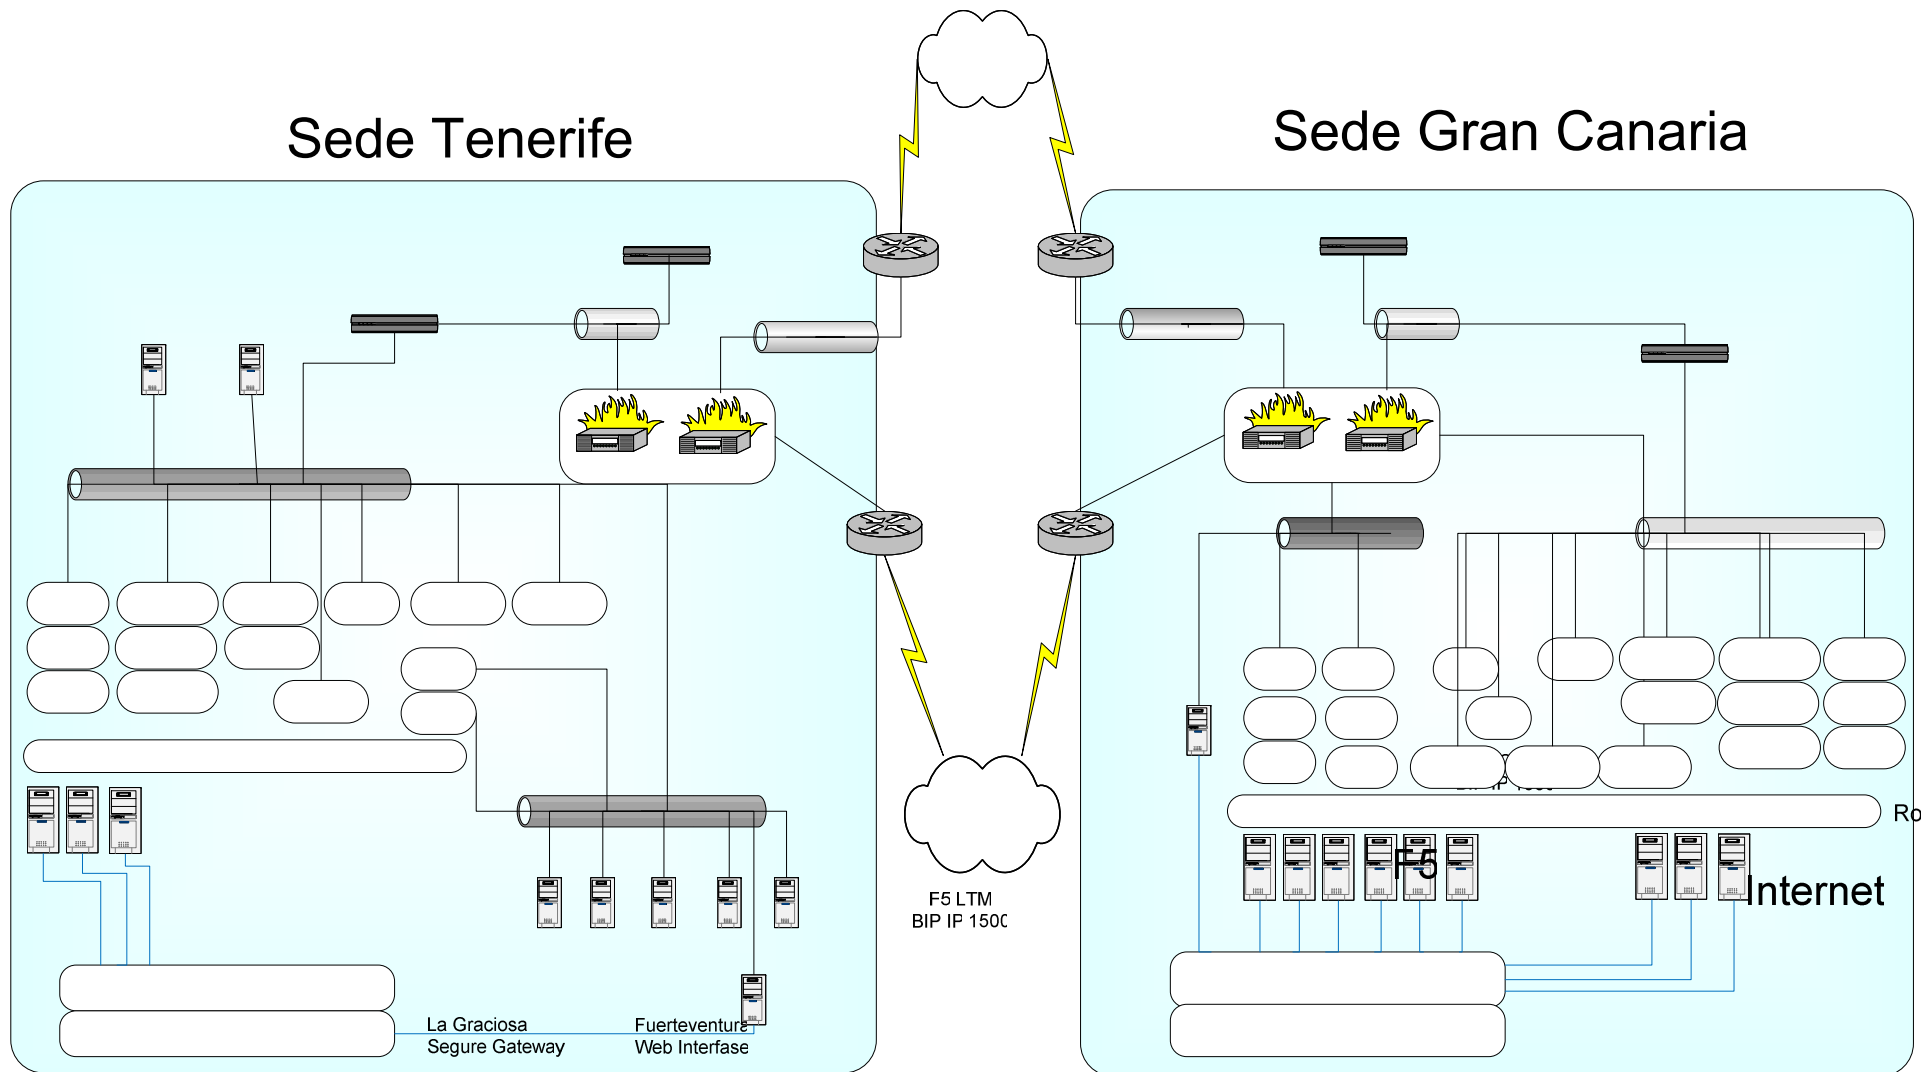 Sede Tenerife
Sede Gran Canaria
Ro
F5
Internet
F5 LTM
BIP IP 1500
La Graciosa
Segure Gateway
Fuerteventura
Web Interfase